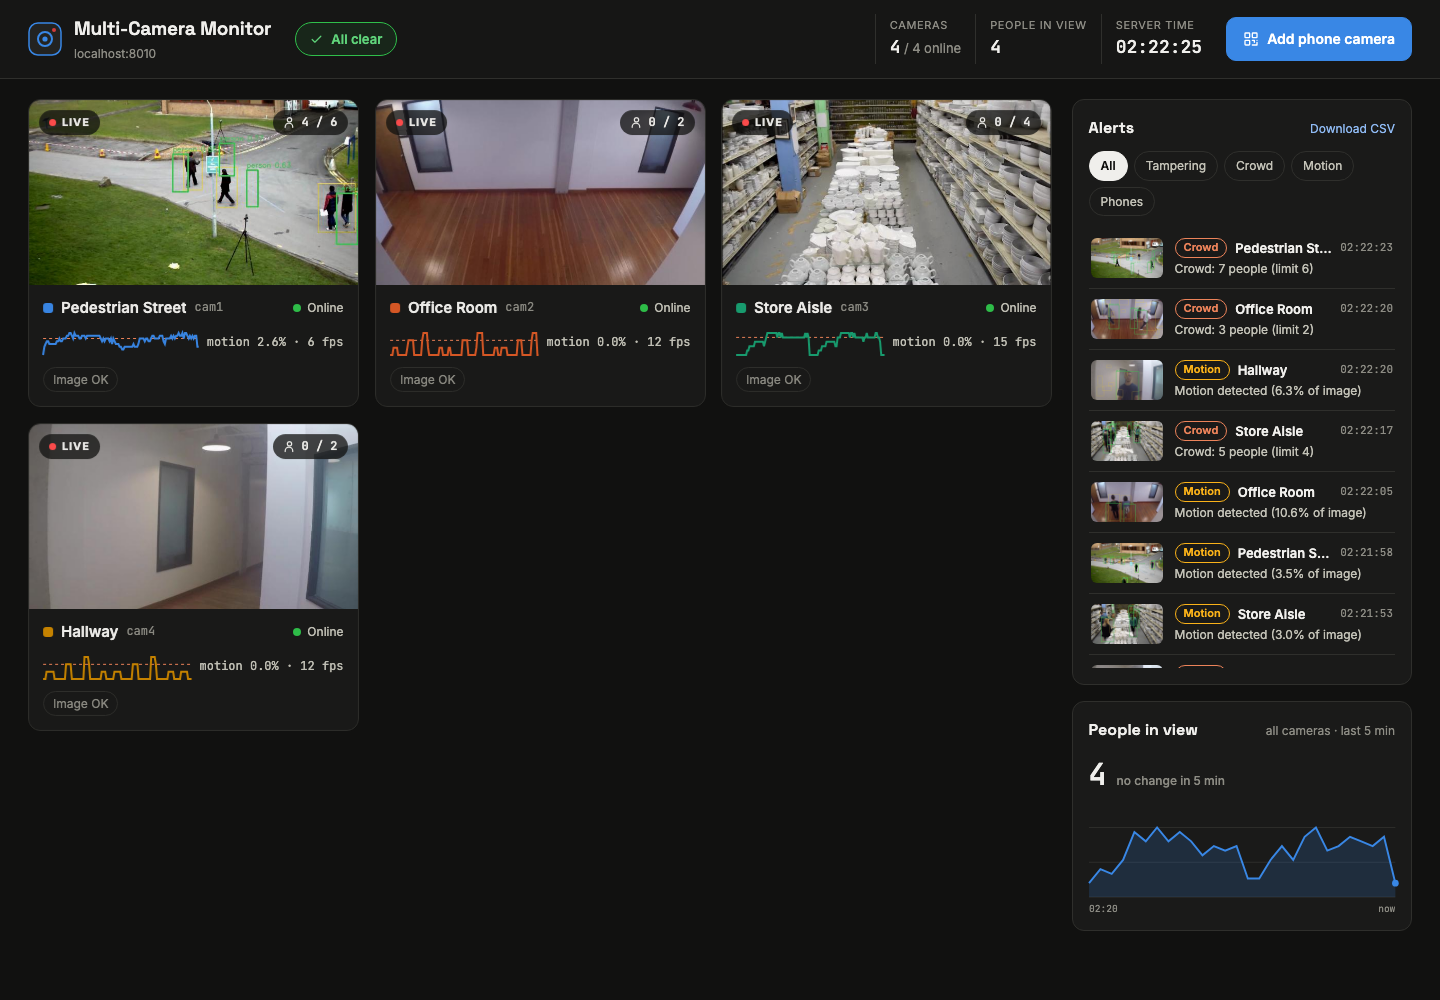 Multi-Camera Monitor
localhost:8010
All clear
CAMERAS
4 / 4 online
PEOPLE IN VIEW
4
SERVER TIME
02:22:25
Add phone camera
LIVE
4 / 6
Pedestrian Street cam1
Online
motion 2.6% · 6 fps
Image OK
LIVE
0 / 2
Office Room cam2
Online
motion 0.0% · 12 fps
Image OK
LIVE
0 / 4
Store Aisle cam3
Online
motion 0.0% · 15 fps
Image OK
LIVE
0 / 2
Hallway cam4
Online
motion 0.0% · 12 fps
Image OK
Alerts
Download CSV
All Tampering Crowd Motion
Phones
Crowd Pedestrian St... 02:22:23
Crowd: 7 people (limit 6)
Crowd Office Room 02:22:20
Crowd: 3 people (limit 2)
Motion Hallway 02:22:20
Motion detected (6.3% of image)
Crowd Store Aisle 02:22:17
Crowd: 5 people (limit 4)
Motion Office Room 02:22:05
Motion detected (10.6% of image)
Motion Pedestrian S... 02:21:58
Motion detected (3.5% of image)
Motion Store Aisle 02:21:53
Motion detected (3.0% of image)
People in view
all cameras · last 5 min
4 no change in 5 min
02:20
now